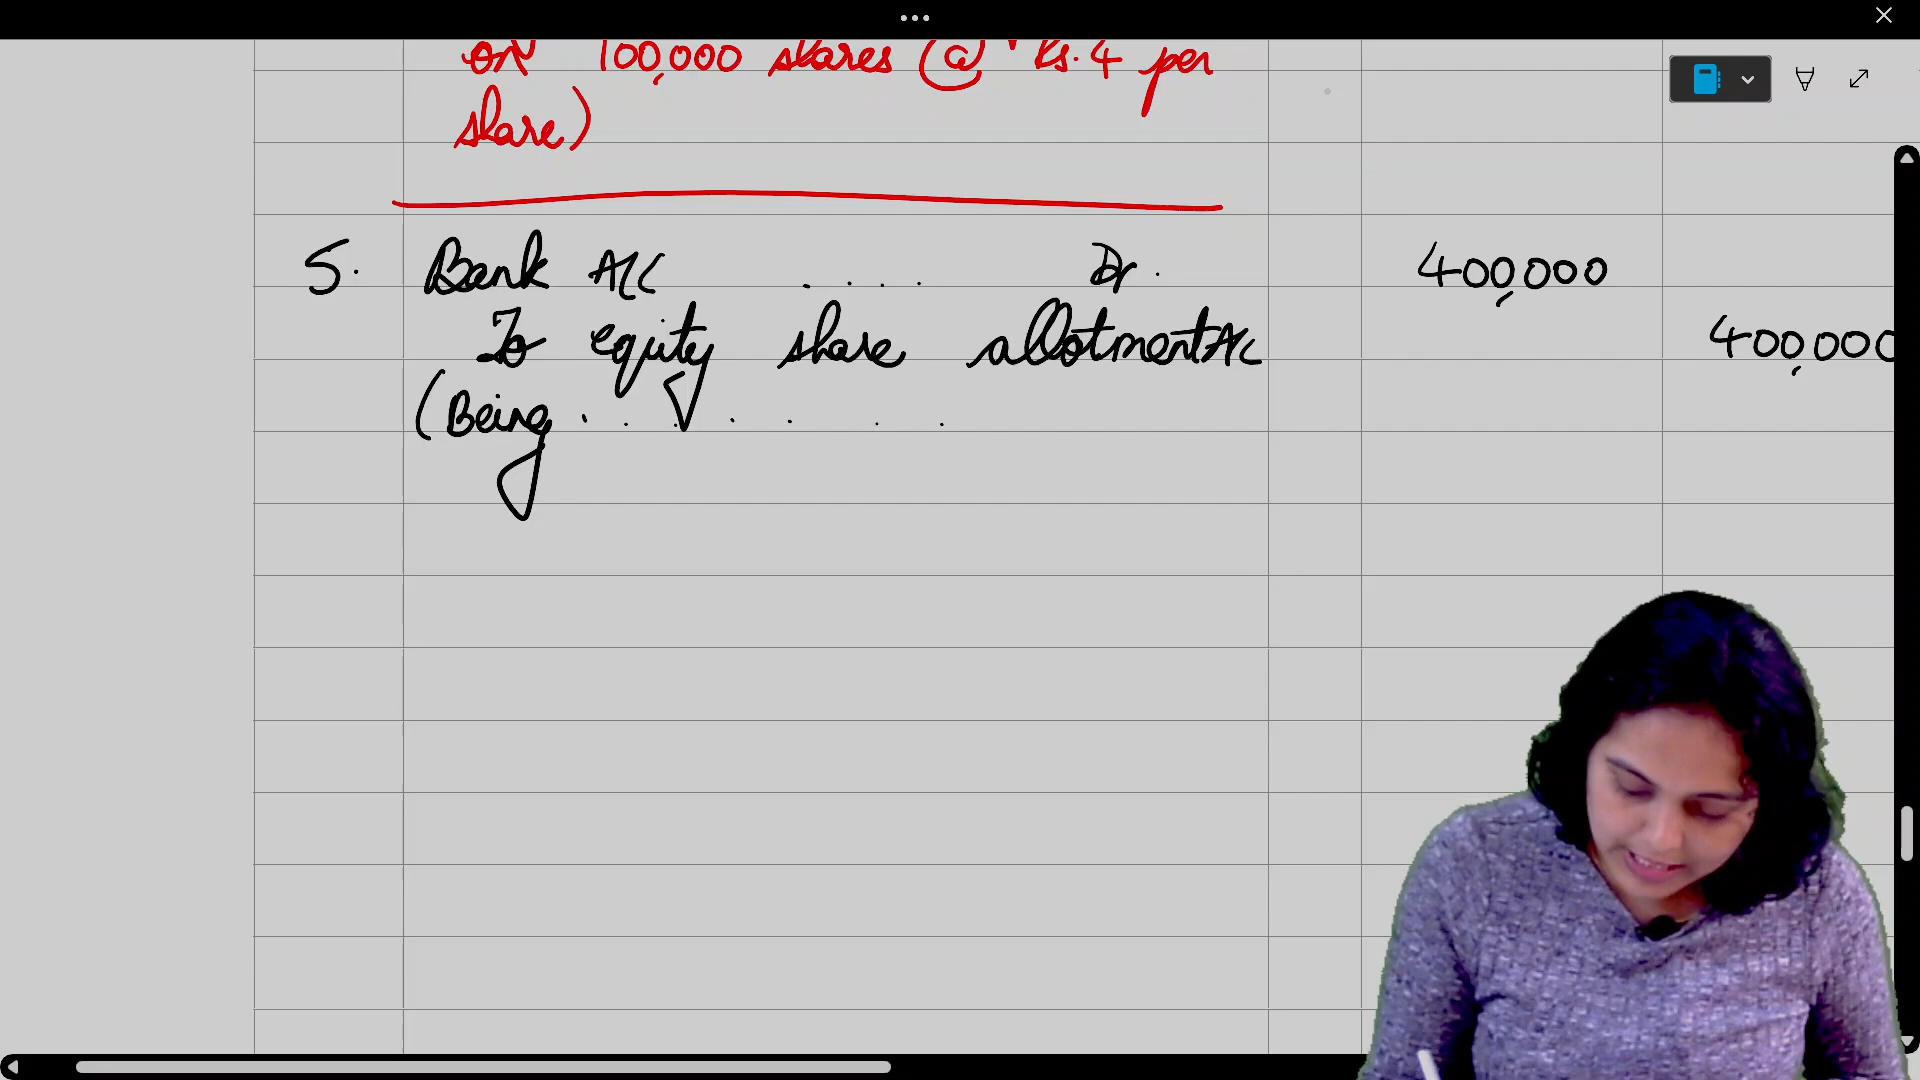 on 100,000 shares (@ Rs. 4 per
share)
5. Bank A/C .... Dr. 400,000
To equity share allotment A/c 400,000
(Being .......